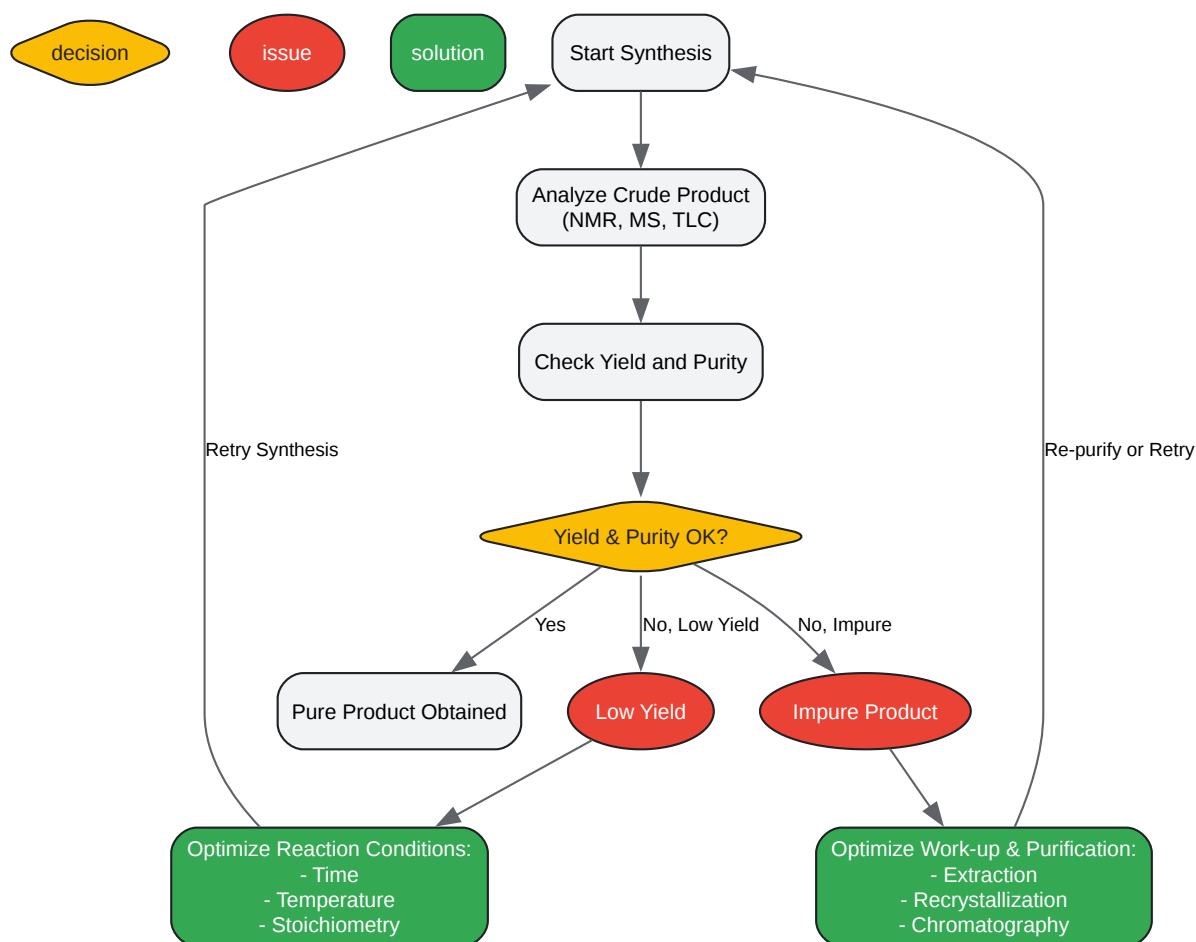 decision
issue
solution
Start Synthesis
Analyze Crude Product
(NMR, MS, TLC)
Check Yield and Purity
Retry Synthesis
Re-purify or Retry
Yield & Purity OK?
Yes
No, Low Yield
No, Impure
Pure Product Obtained
Low Yield
Impure Product
Optimize Reaction Conditions:
- Time
- Temperature
- Stoichiometry
Optimize Work-up & Purification:
- Extraction
- Recrystallization
- Chromatography